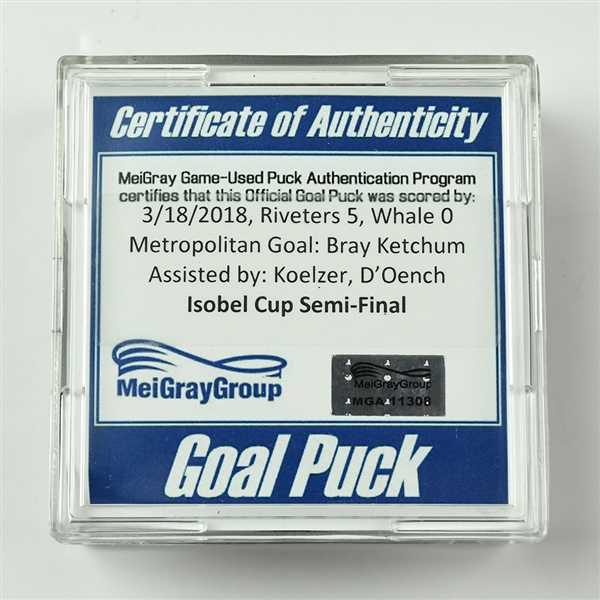 Certificate of Authenticity
MeiGray Game-Used Puck Authentication Program
certifies that this Official Goal Puck was scored by:
3/18/2018, Riveters 5, Whale 0
Metropolitan Goal: Bray Ketchum
Assisted by: Koelzer, D'Oench
Isobel Cup Semi-Final
MeiGrayGroup
MeiGrayGroup
MGA 11308
Goal Puck